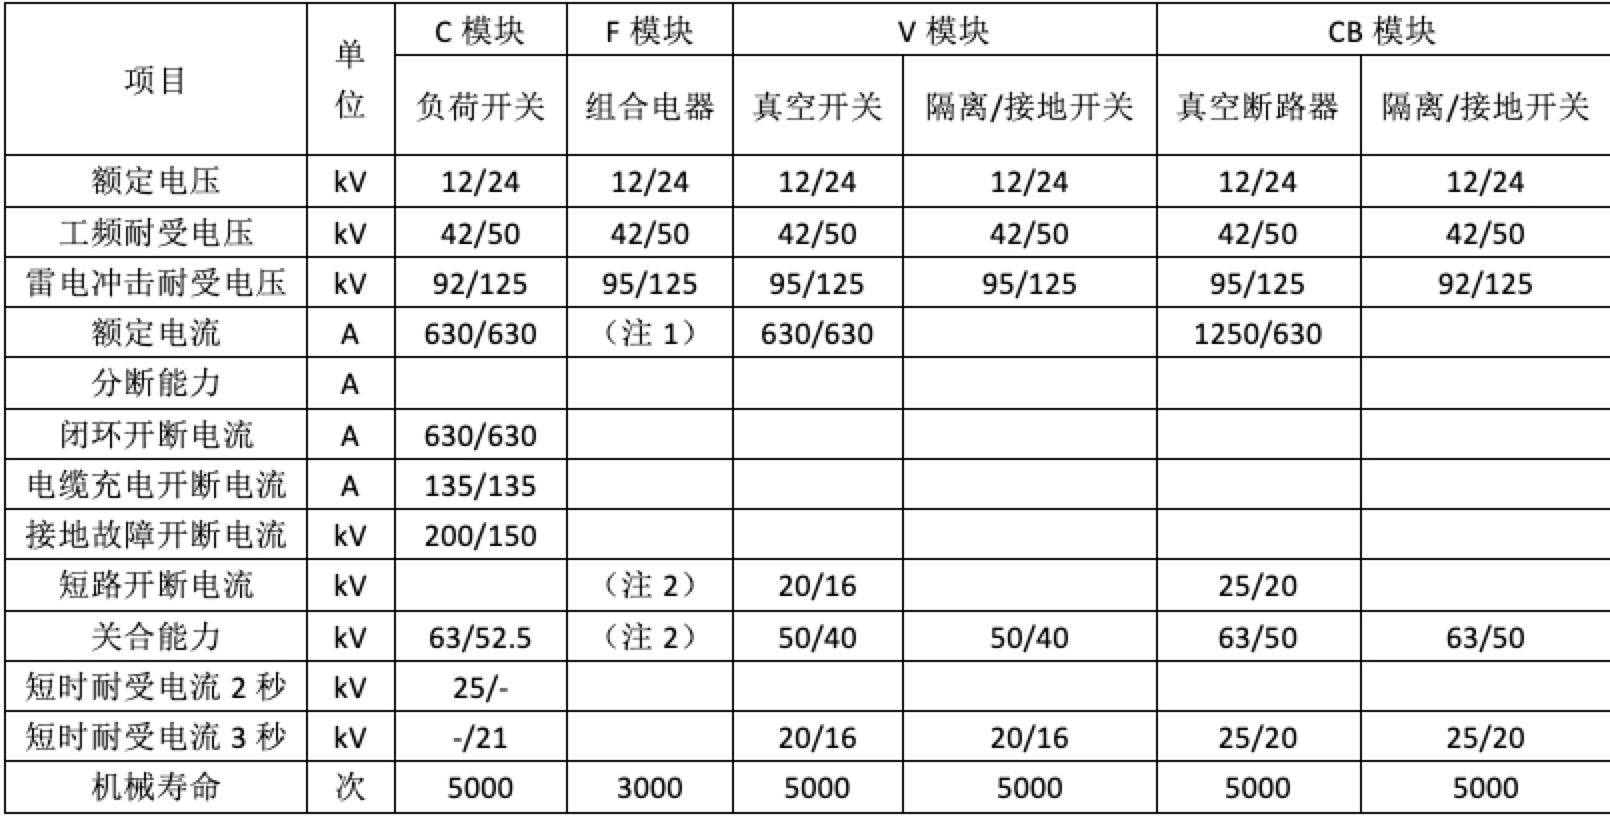 项目 单位 C 模块 F 模块 V 模块 CB 模块
负荷开关 组合电器 真空开关 隔离/接地开关 真空断路器 隔离/接地开关
额定电压 kV 12/24 12/24 12/24 12/24 12/24 12/24
工频耐受电压 kV 42/50 42/50 42/50 42/50 42/50 42/50
雷电冲击耐受电压 kV 92/125 95/125 95/125 95/125 95/125 92/125
额定电流 A 630/630 （注 1） 630/630 1250/630
分断能力 A
闭环开断电流 A 630/630
电缆充电开断电流 A 135/135
接地故障开断电流 kV 200/150
短路开断电流 kV （注 2） 20/16 25/20
关合能力 kV 63/52.5 （注 2） 50/40 50/40 63/50 63/50
短时耐受电流 2 秒 kV 25/-
短时耐受电流 3 秒 kV -/21 20/16 20/16 25/20 25/20
机械寿命 次 5000 3000 5000 5000 5000 5000